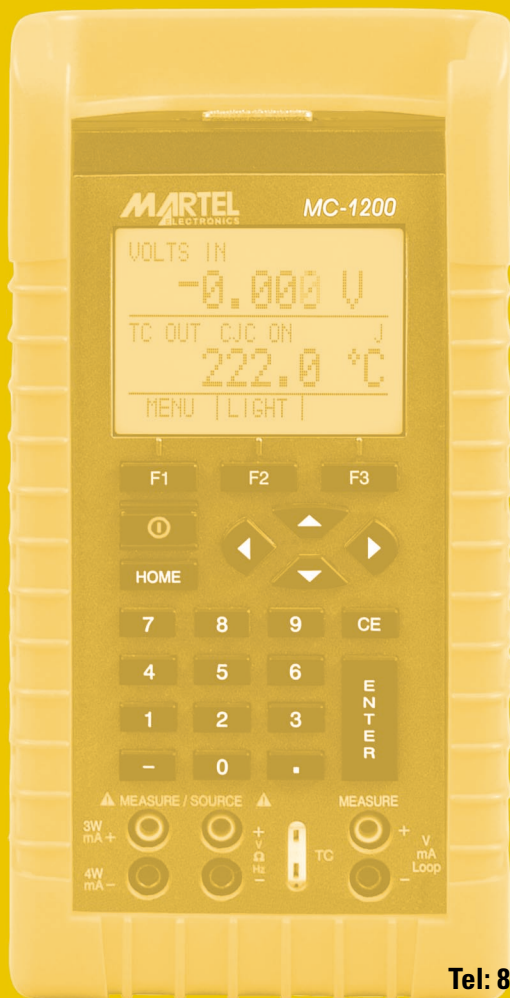 MARTEL
ELECTRONICS
MC-1200
VOLTS IN
-0.000 V
TC OUT CJC ON J
222.0 °C
MENU | LIGHT |
F1 F2 F3
HOME
7 8 9 CE
4 5 6
1 2 3
ENTER
- 0 .
MEASURE / SOURCE MEASURE
3W
mA +
+
V
Ω
Hz
-
4W
mA -
TC
+
V
mA
Loop
-
Tel: 8